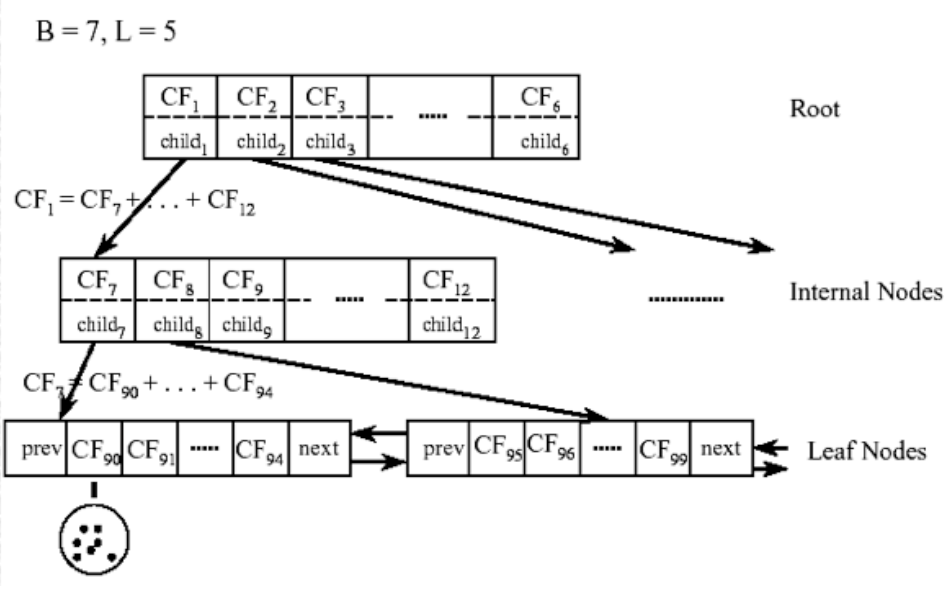 B = 7, L = 5
CF1 CF2 CF3 ..... CF6
Root
child1 child2 child3 child6
CF1 = CF7 + . . . + CF12
CF7 CF8 CF9 ..... CF12
............. Internal Nodes
child7 child8 child9 child12
CF7 = CF90 + . . . + CF94
prev CF90 CF91 ..... CF94 next prev CF95 CF96 ..... CF99 next Leaf Nodes